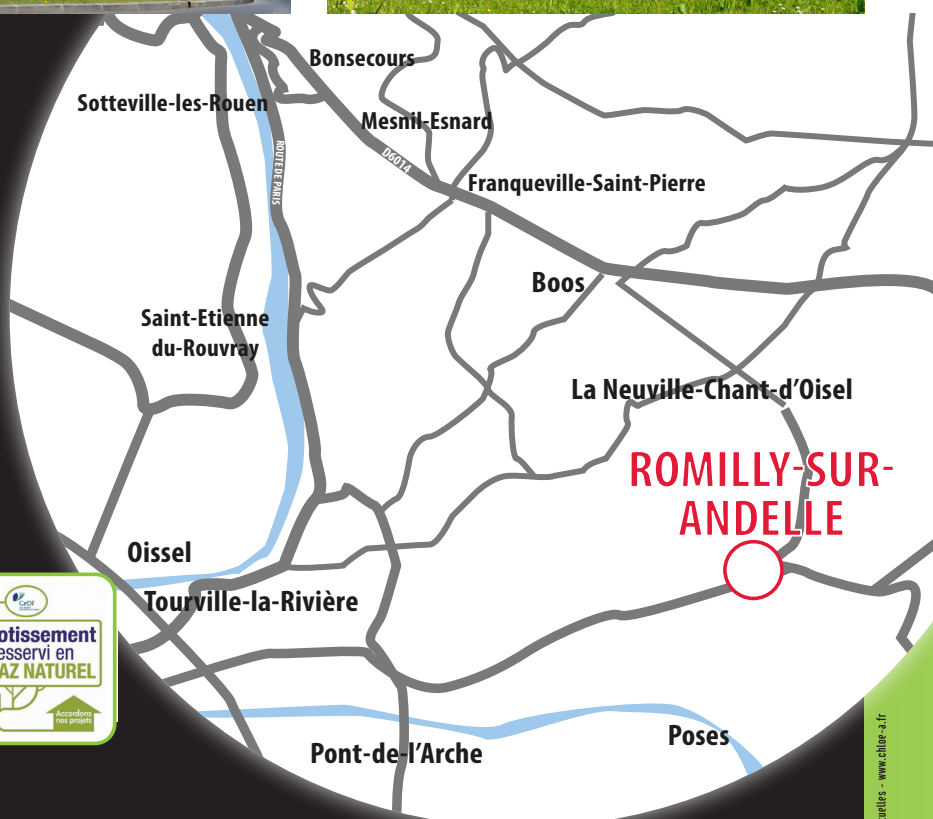 Bonsecours
Sotteville-les-Rouen
Mesnil-Esnard
ROUTE DE PARIS
D6014
Franqueville-Saint-Pierre
Boos
Saint-Etienne
du-Rouvray
La Neuville-Chant-d'Oisel
ROMILLY-SUR-
ANDELLE
Oissel
Tourville-la-Rivière
GrDF
otissement
esservi en
AZ NATUREL
Accordons
nos projets
Pont-de-l'Arche
Poses
uelles - www.chloe-a.fr